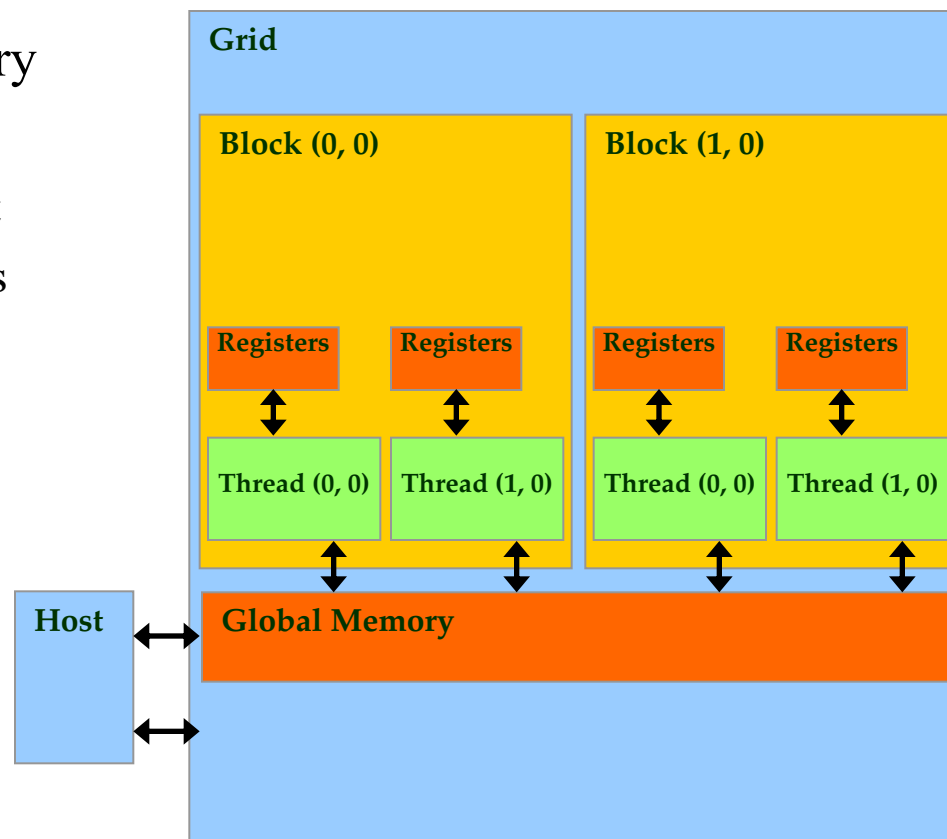 ry
s
Grid
Block (0, 0)
Block (1, 0)
Registers
Registers
Registers
Registers
Thread (0, 0)
Thread (1, 0)
Thread (0, 0)
Thread (1, 0)
Host
Global Memory